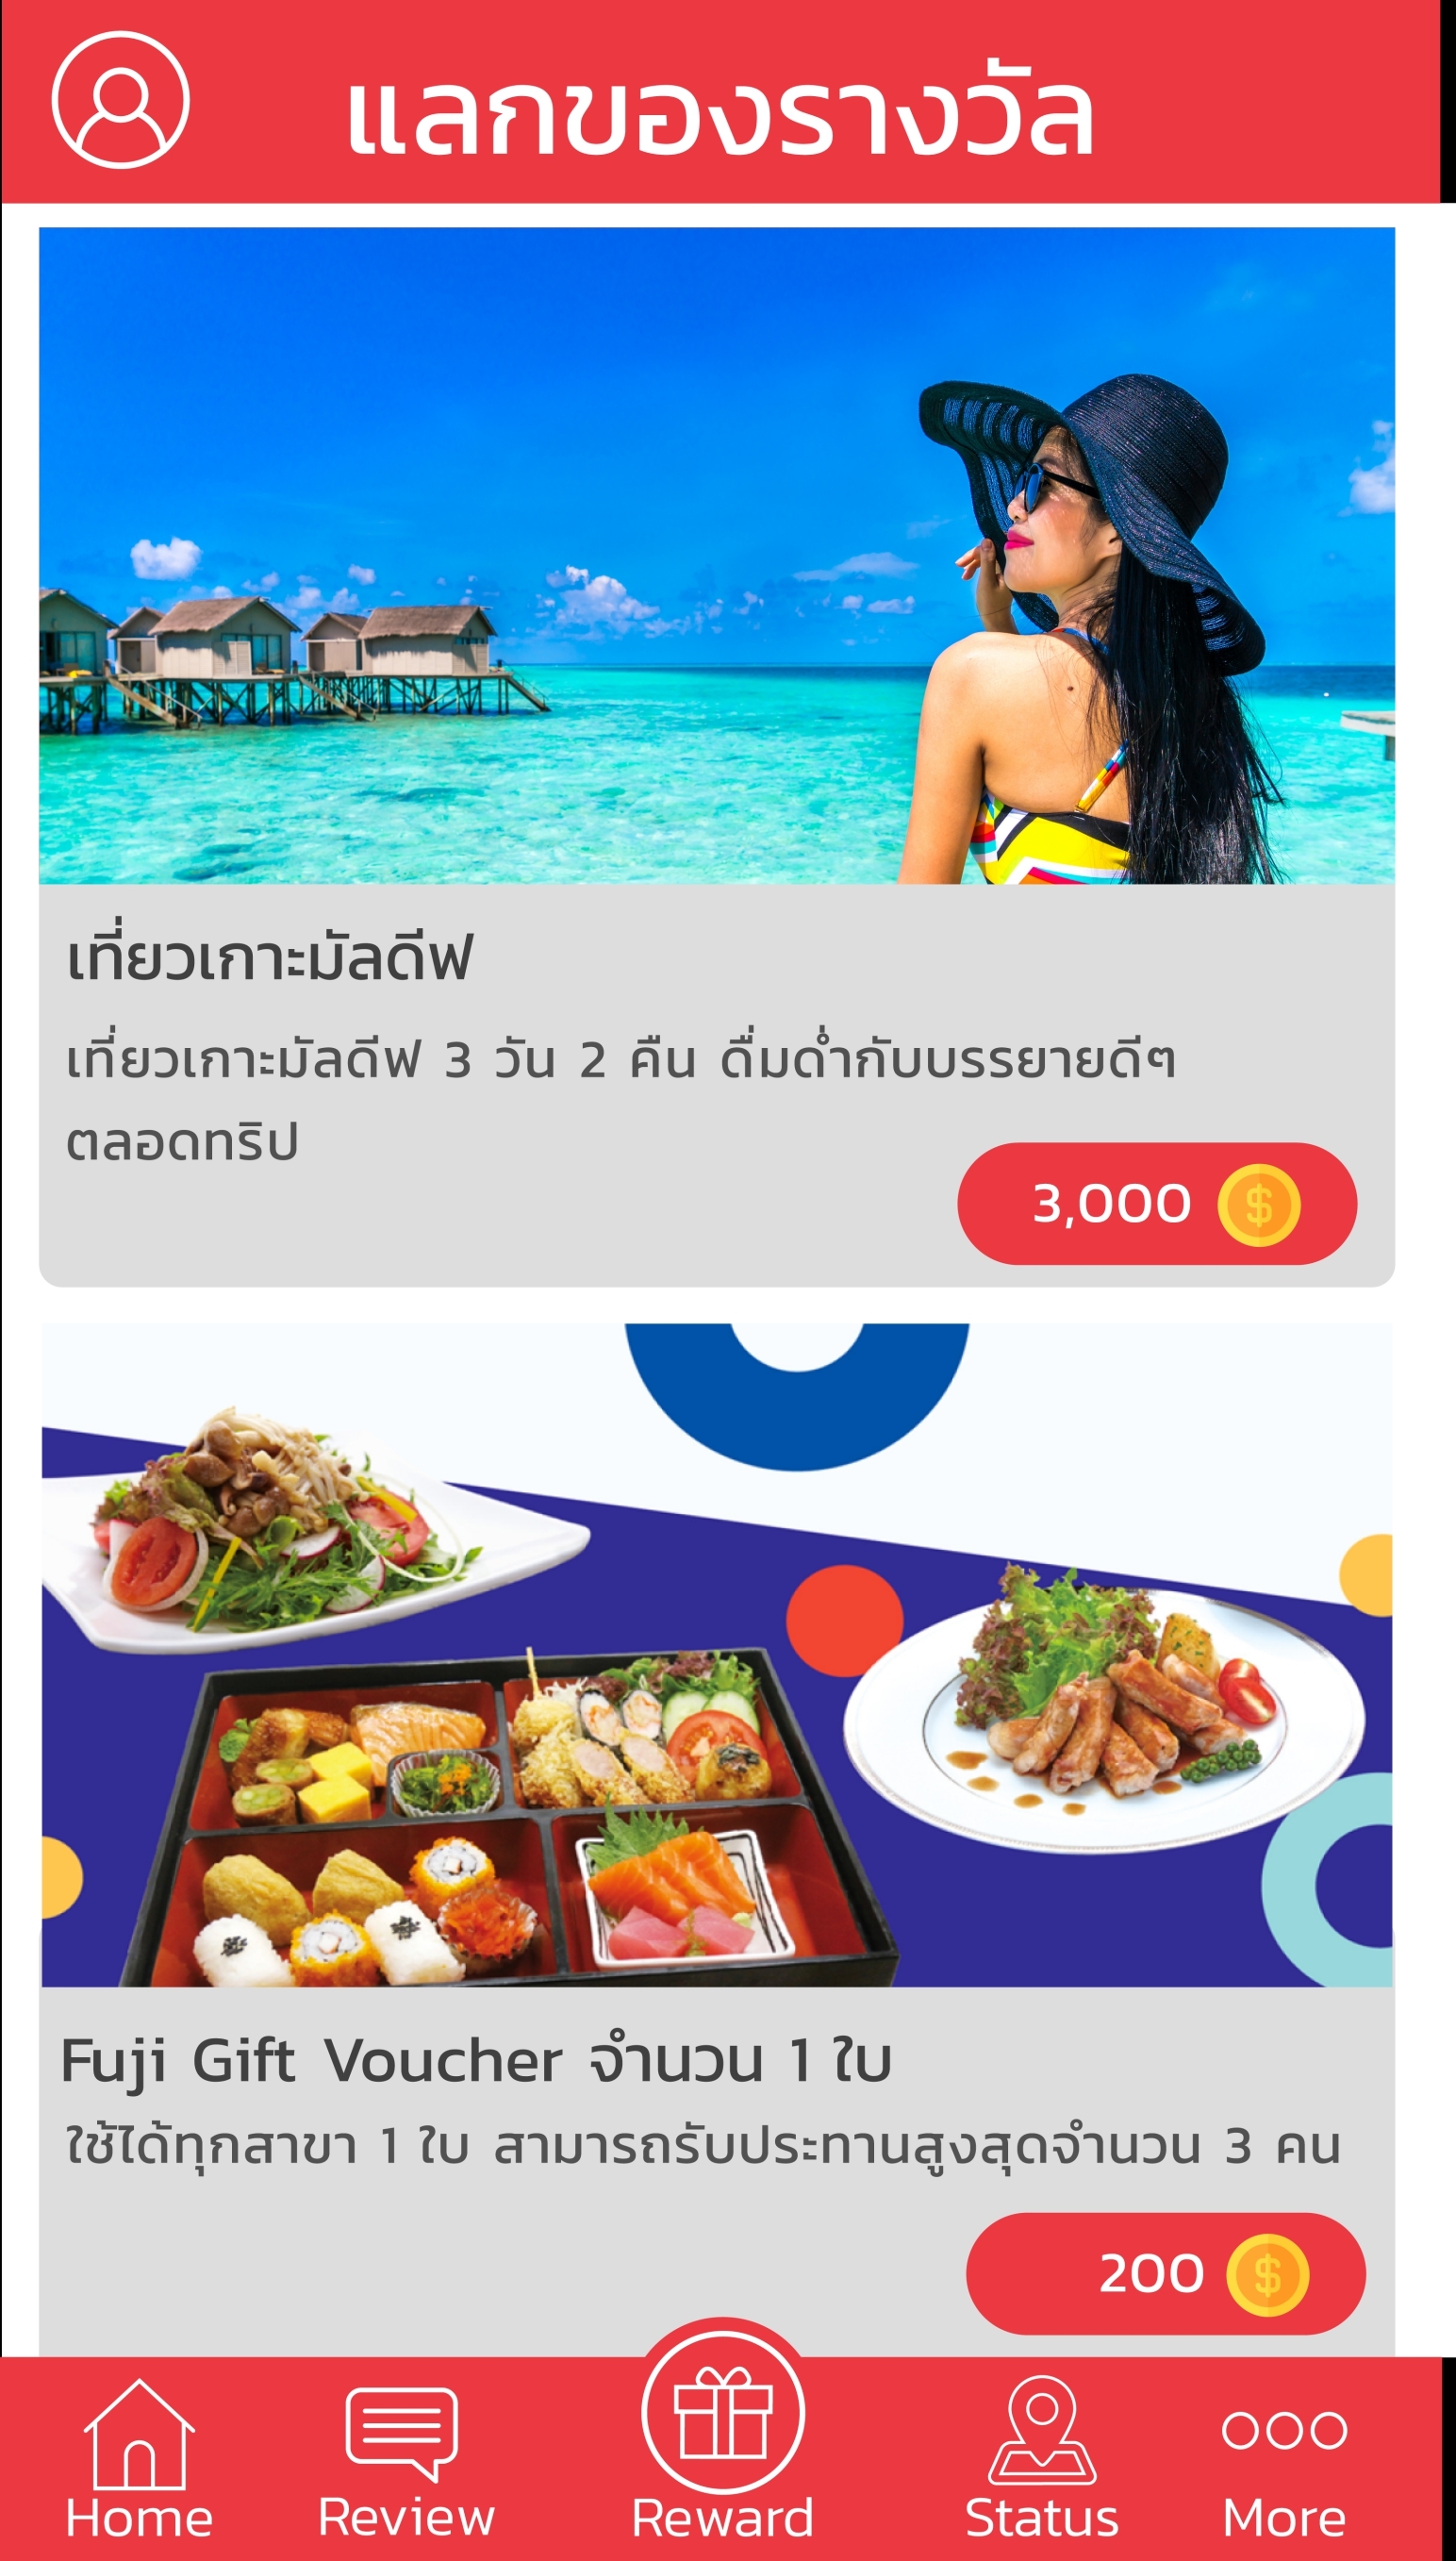 แลกของรางวัล
เที่ยวเกาะมัลดีฟ
เที่ยวเกาะมัลดีฟ 3 วัน 2 คืน ดื่มด่ำกับบรรยายดีๆ
ตลอดทริป
3,000
Fuji Gift Voucher จำนวน 1 ใบ
ใช้ได้ทุกสาขา 1 ใบ สามารถรับประทานสูงสุดจำนวน 3 คน
200
Home Review Reward Status More